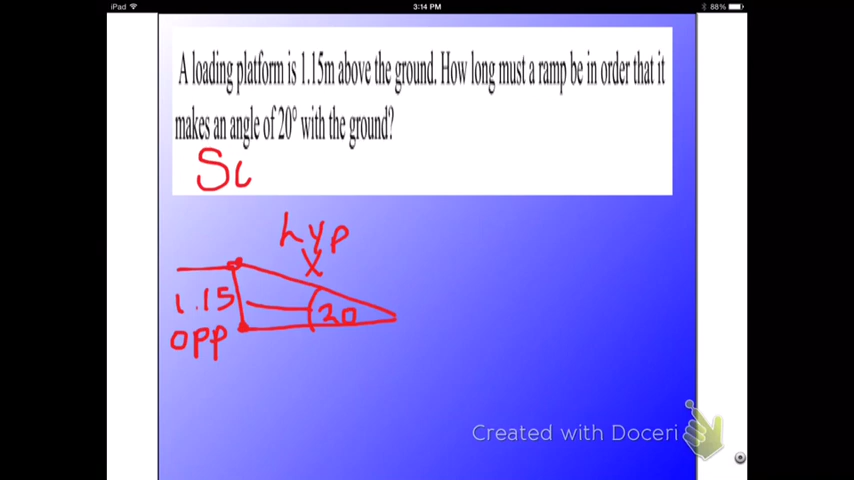 iPad 3:14 PM 88%
A loading platform is 1.15m above the ground. How long must a ramp be in order that it
makes an angle of 20° with the ground?
So
hyp
X
1.15
20
opp
Created with Doceri